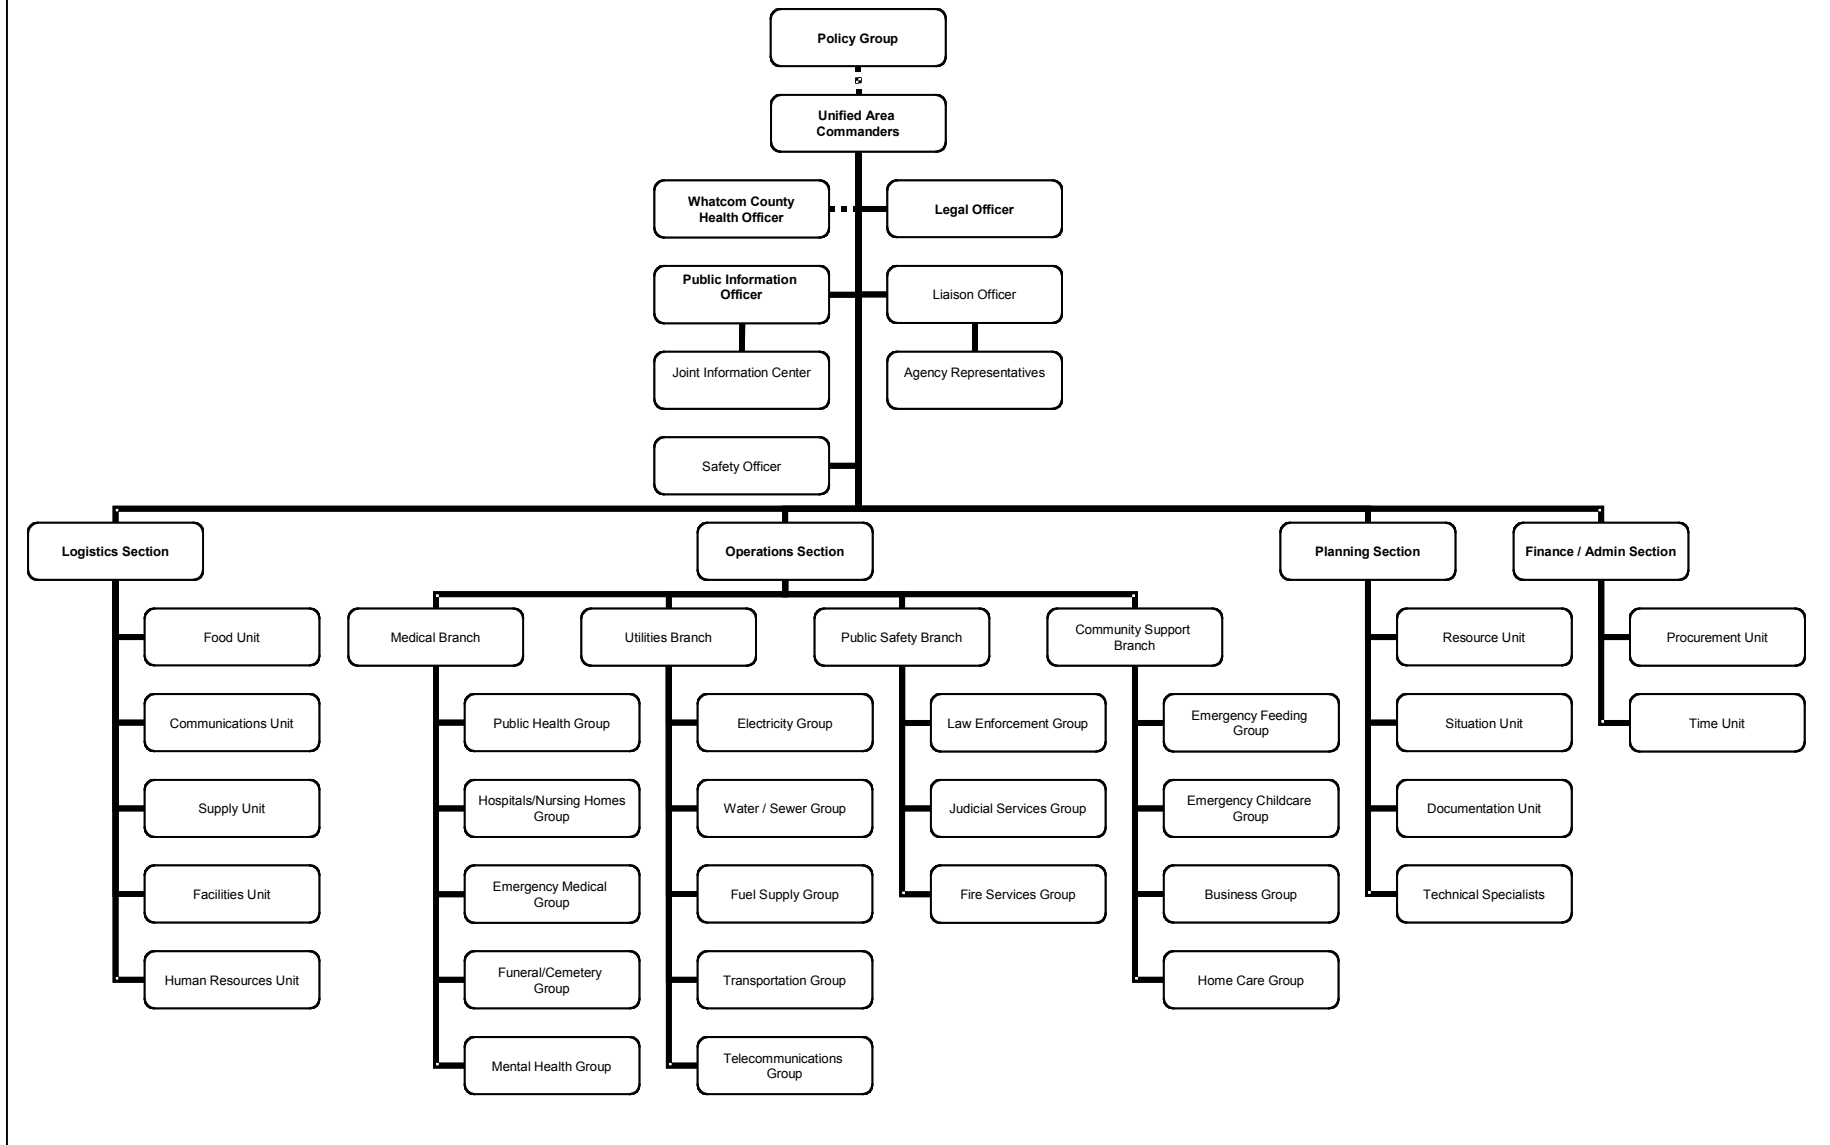 Policy Group
Unified Area
Commanders
Whatcom County
Health Officer
Legal Officer
Public Information
Officer
Liaison Officer
Joint Information Center
Agency Representatives
Safety Officer
Logistics Section
Operations Section
Planning Section
Finance / Admin Section
Food Unit
Communications Unit
Supply Unit
Facilities Unit
Human Resources Unit
Medical Branch
Public Health Group
Hospitals/Nursing Homes
Group
Emergency Medical
Group
Funeral/Cemetery
Group
Mental Health Group
Utilities Branch
Electricity Group
Water / Sewer Group
Fuel Supply Group
Transportation Group
Telecommunications
Group
Public Safety Branch
Law Enforcement Group
Judicial Services Group
Fire Services Group
Community Support
Branch
Emergency Feeding
Group
Emergency Childcare
Group
Business Group
Home Care Group
Resource Unit
Situation Unit
Documentation Unit
Technical Specialists
Procurement Unit
Time Unit